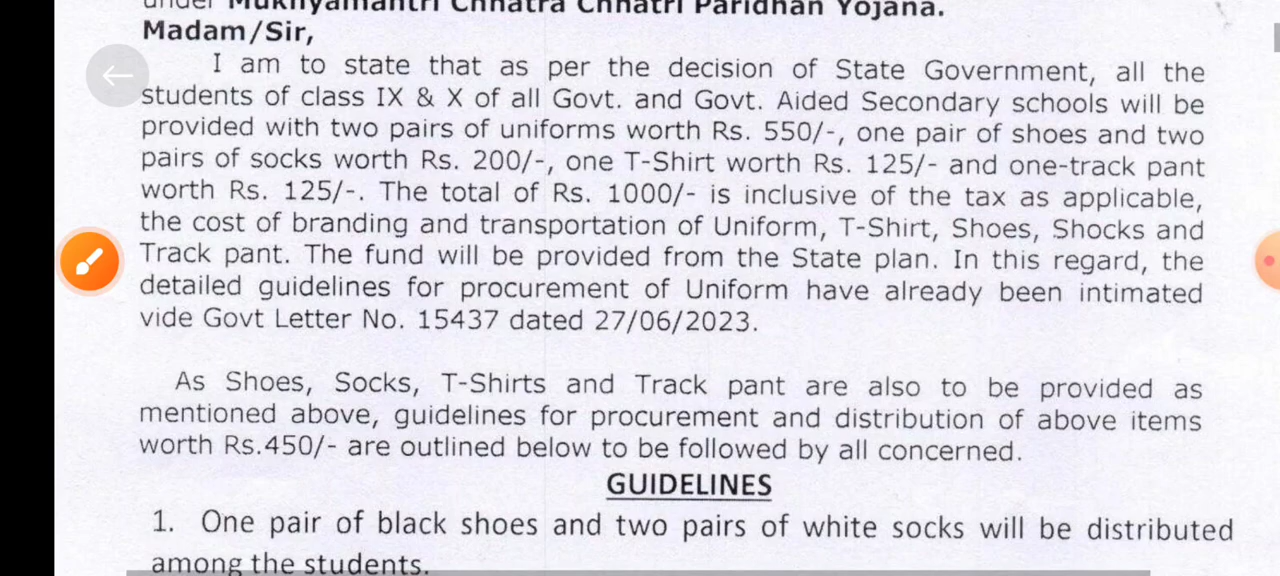 under Mukhyamantri Chhatra Chhatri Paridhan Yojana.
Madam/Sir,
I am to state that as per the decision of State Government, all the
students of class IX & X of all Govt. and Govt. Aided Secondary schools will be
provided with two pairs of uniforms worth Rs. 550/-, one pair of shoes and two
pairs of socks worth Rs. 200/-, one T-Shirt worth Rs. 125/- and one-track pant
worth Rs. 125/-. The total of Rs. 1000/- is inclusive of the tax as applicable,
the cost of branding and transportation of Uniform, T-Shirt, Shoes, Shocks and
Track pant. The fund will be provided from the State plan. In this regard, the
detailed guidelines for procurement of Uniform have already been intimated
vide Govt Letter No. 15437 dated 27/06/2023.
As Shoes, Socks, T-Shirts and Track pant are also to be provided as
mentioned above, guidelines for procurement and distribution of above items
worth Rs.450/- are outlined below to be followed by all concerned.
GUIDELINES
1. One pair of black shoes and two pairs of white socks will be distributed
among the students.